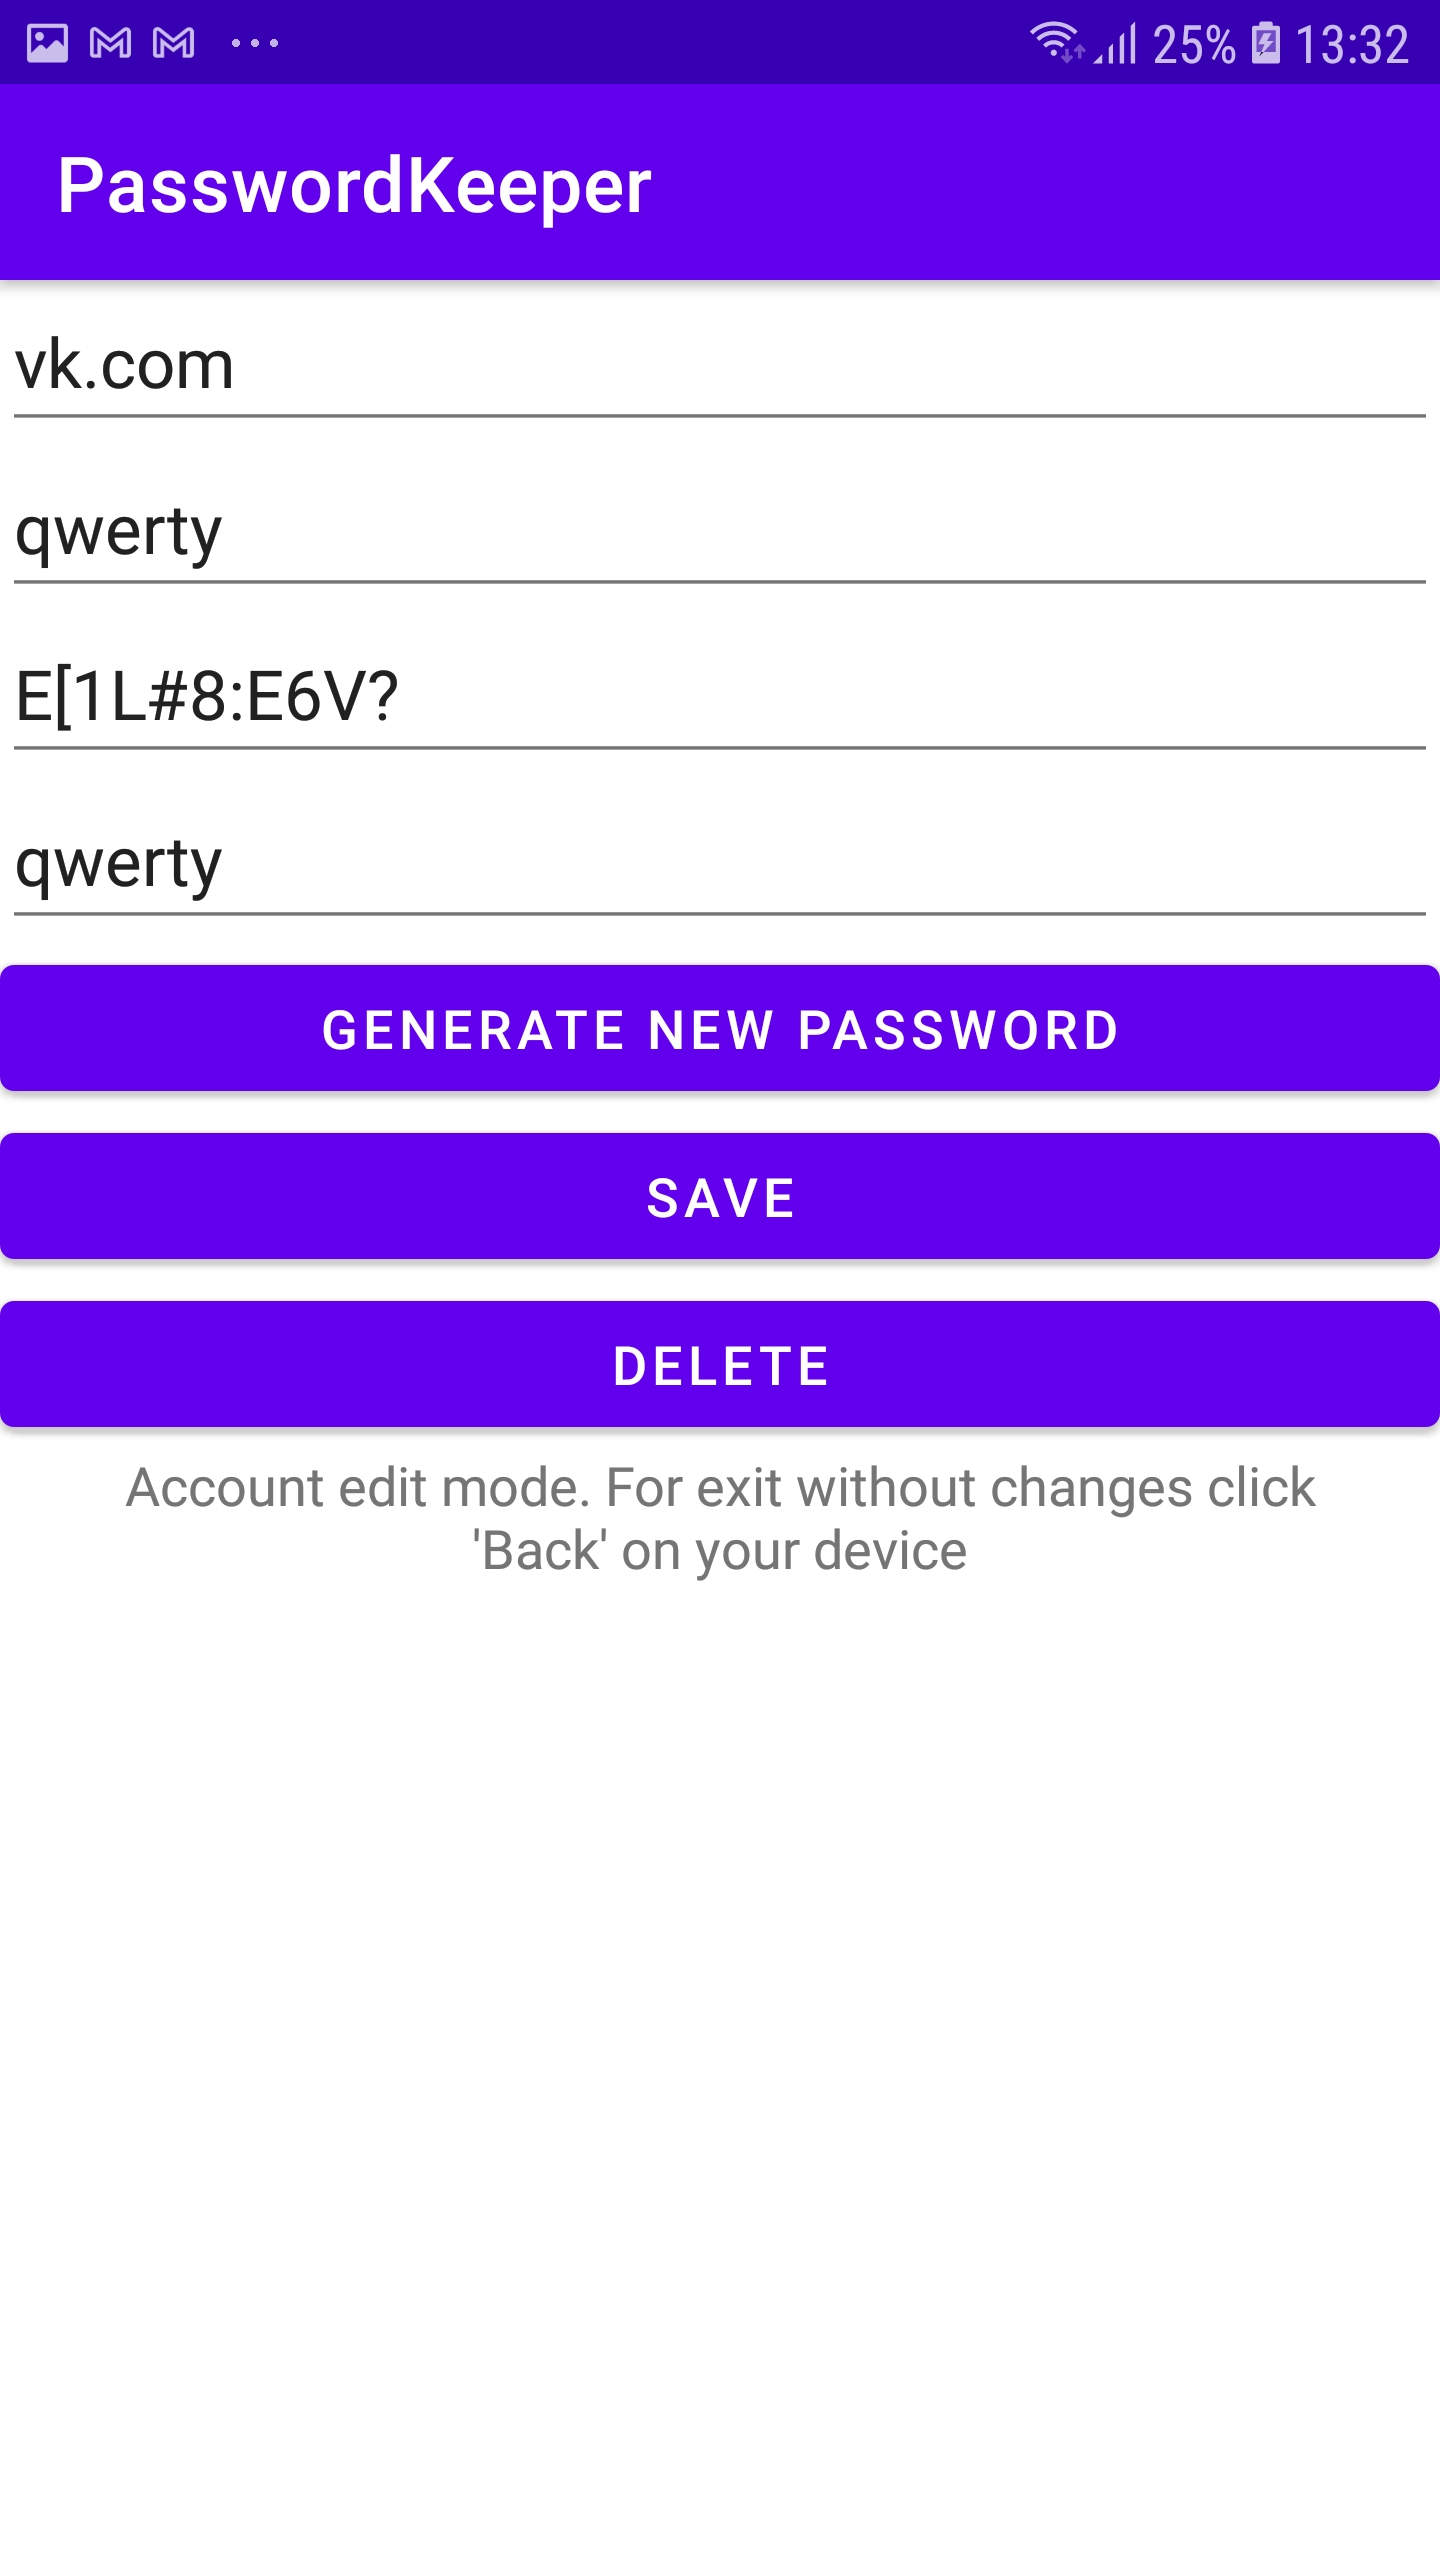 25% 13:32
PasswordKeeper
vk.com
qwerty
E[1L#8:E6V?
qwerty
GENERATE NEW PASSWORD
SAVE
DELETE
Account edit mode. For exit without changes click
'Back' on your device